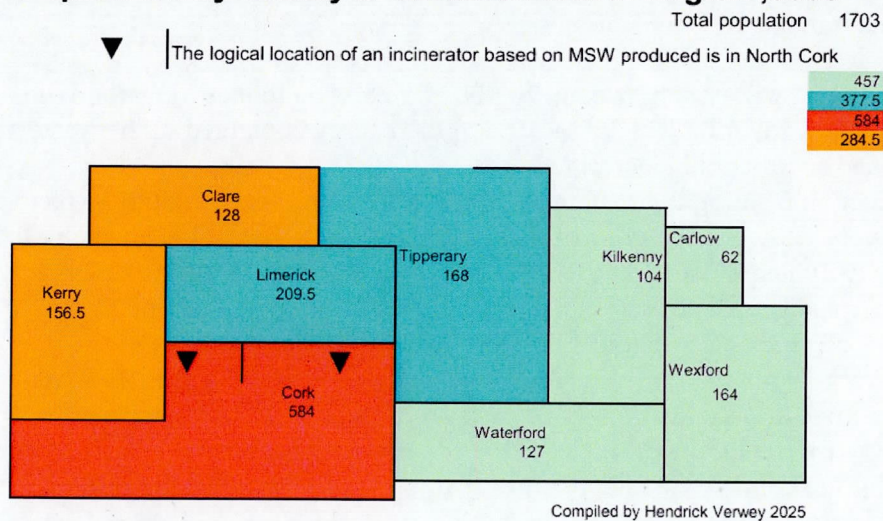 Total population 1703
The logical location of an incinerator based on MSW produced is in North Cork
457
377.5
584
284.5
Clare
128
Tipperary
168
Kilkenny
104
Carlow
62
Kerry
156.5
Limerick
209.5
Cork
584
Wexford
164
Waterford
127
Compiled by Hendrick Verwey 2025